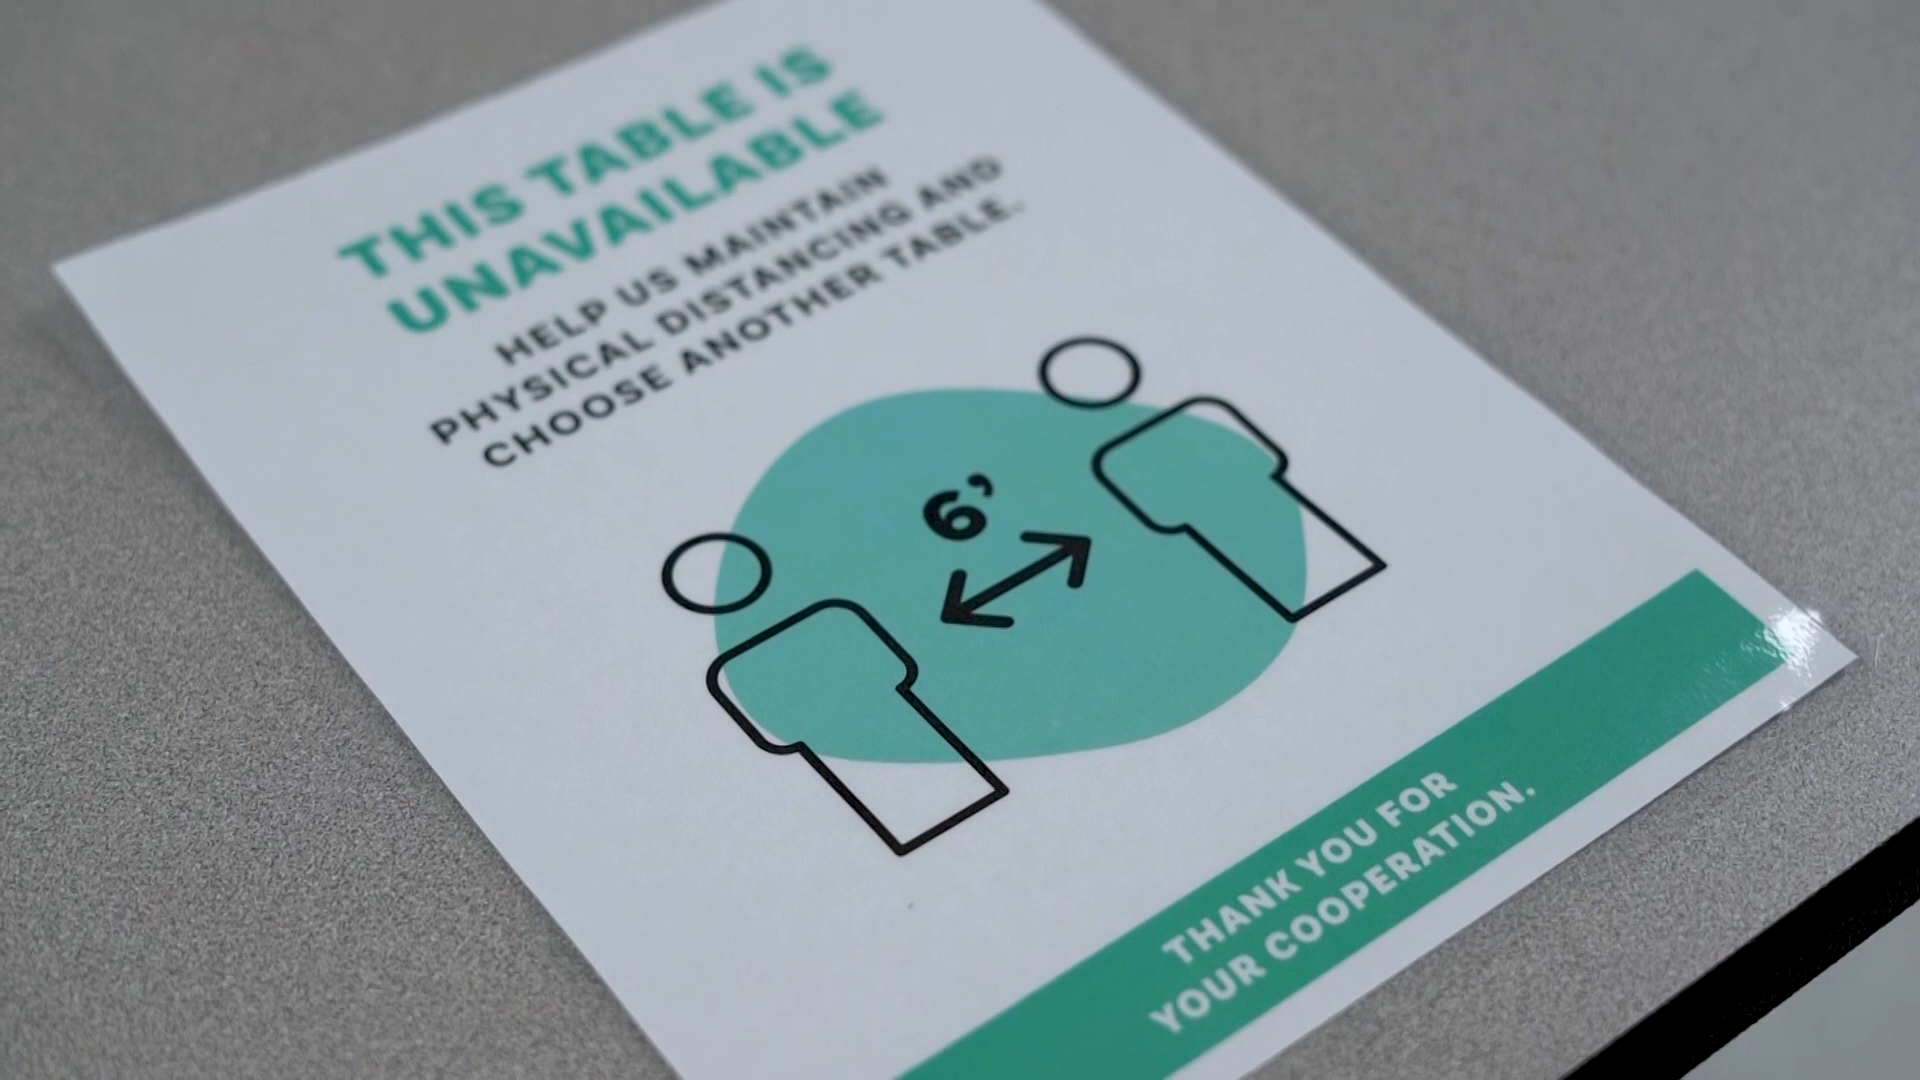 THIS TABLE IS
UNAVAILABLE
HELP US MAINTAIN
PHYSICAL DISTANCING AND
CHOOSE ANOTHER TABLE.
6’
THANK YOU FOR
YOUR COOPERATION.